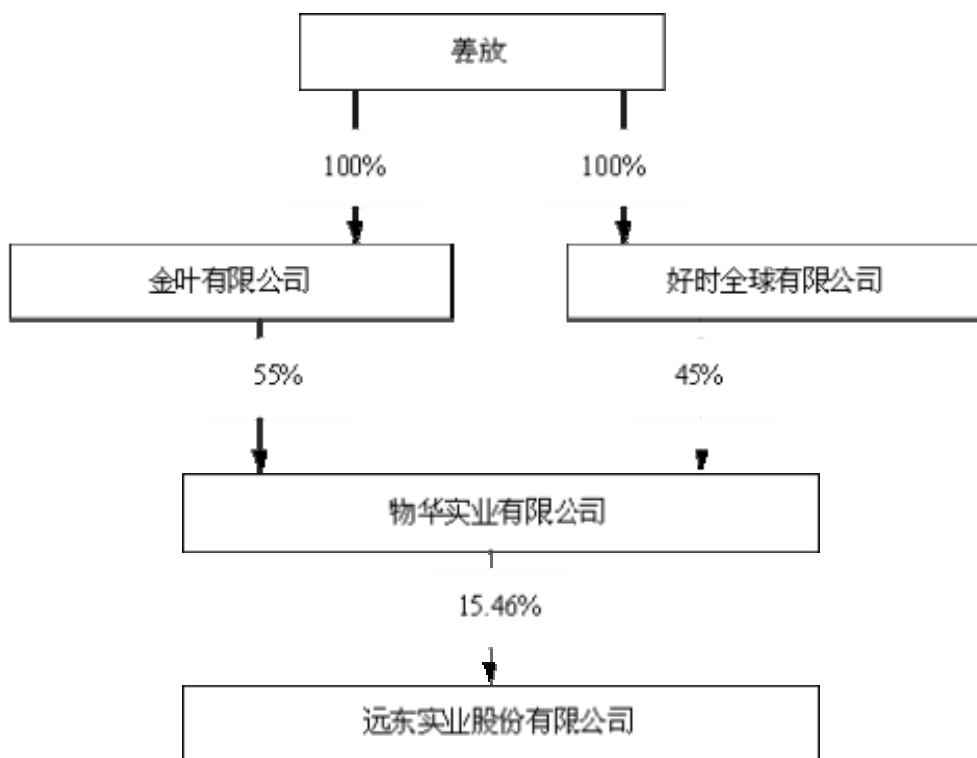 姜放
100%
100%
金叶有限公司
好时全球有限公司
55%
45%
物华实业有限公司
15.46%
远东实业股份有限公司